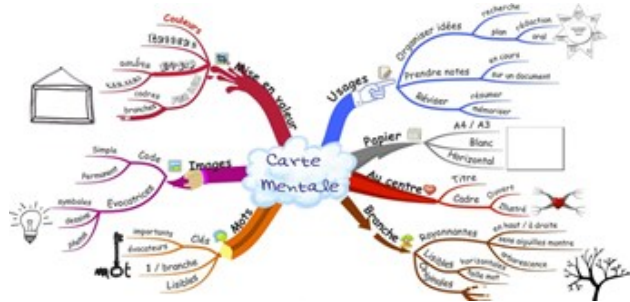 Carte
Mentale
Usages
Organiser idées
recherche
plan
rédaction
oral
Prendre notes
en cours
sur un document
Réviser
résumer
mémoriser
Papier
A4 / A3
Blanc
Horizontal
Au centre
Titre
Cadre
Ouvert
illustré
Branche
Rayonnantes
en haut / à droite
sens aiguilles montre
arborescence
Lisibles
horizontales
taille mot
Originales
Mots
Clés
importants
évocateurs
1 / branche
Lisibles
mot
Images
Code
Simple
Permanent
Evocatrices
symboles
dessins
photo
mise en valeur
Couleurs
cadres
branches